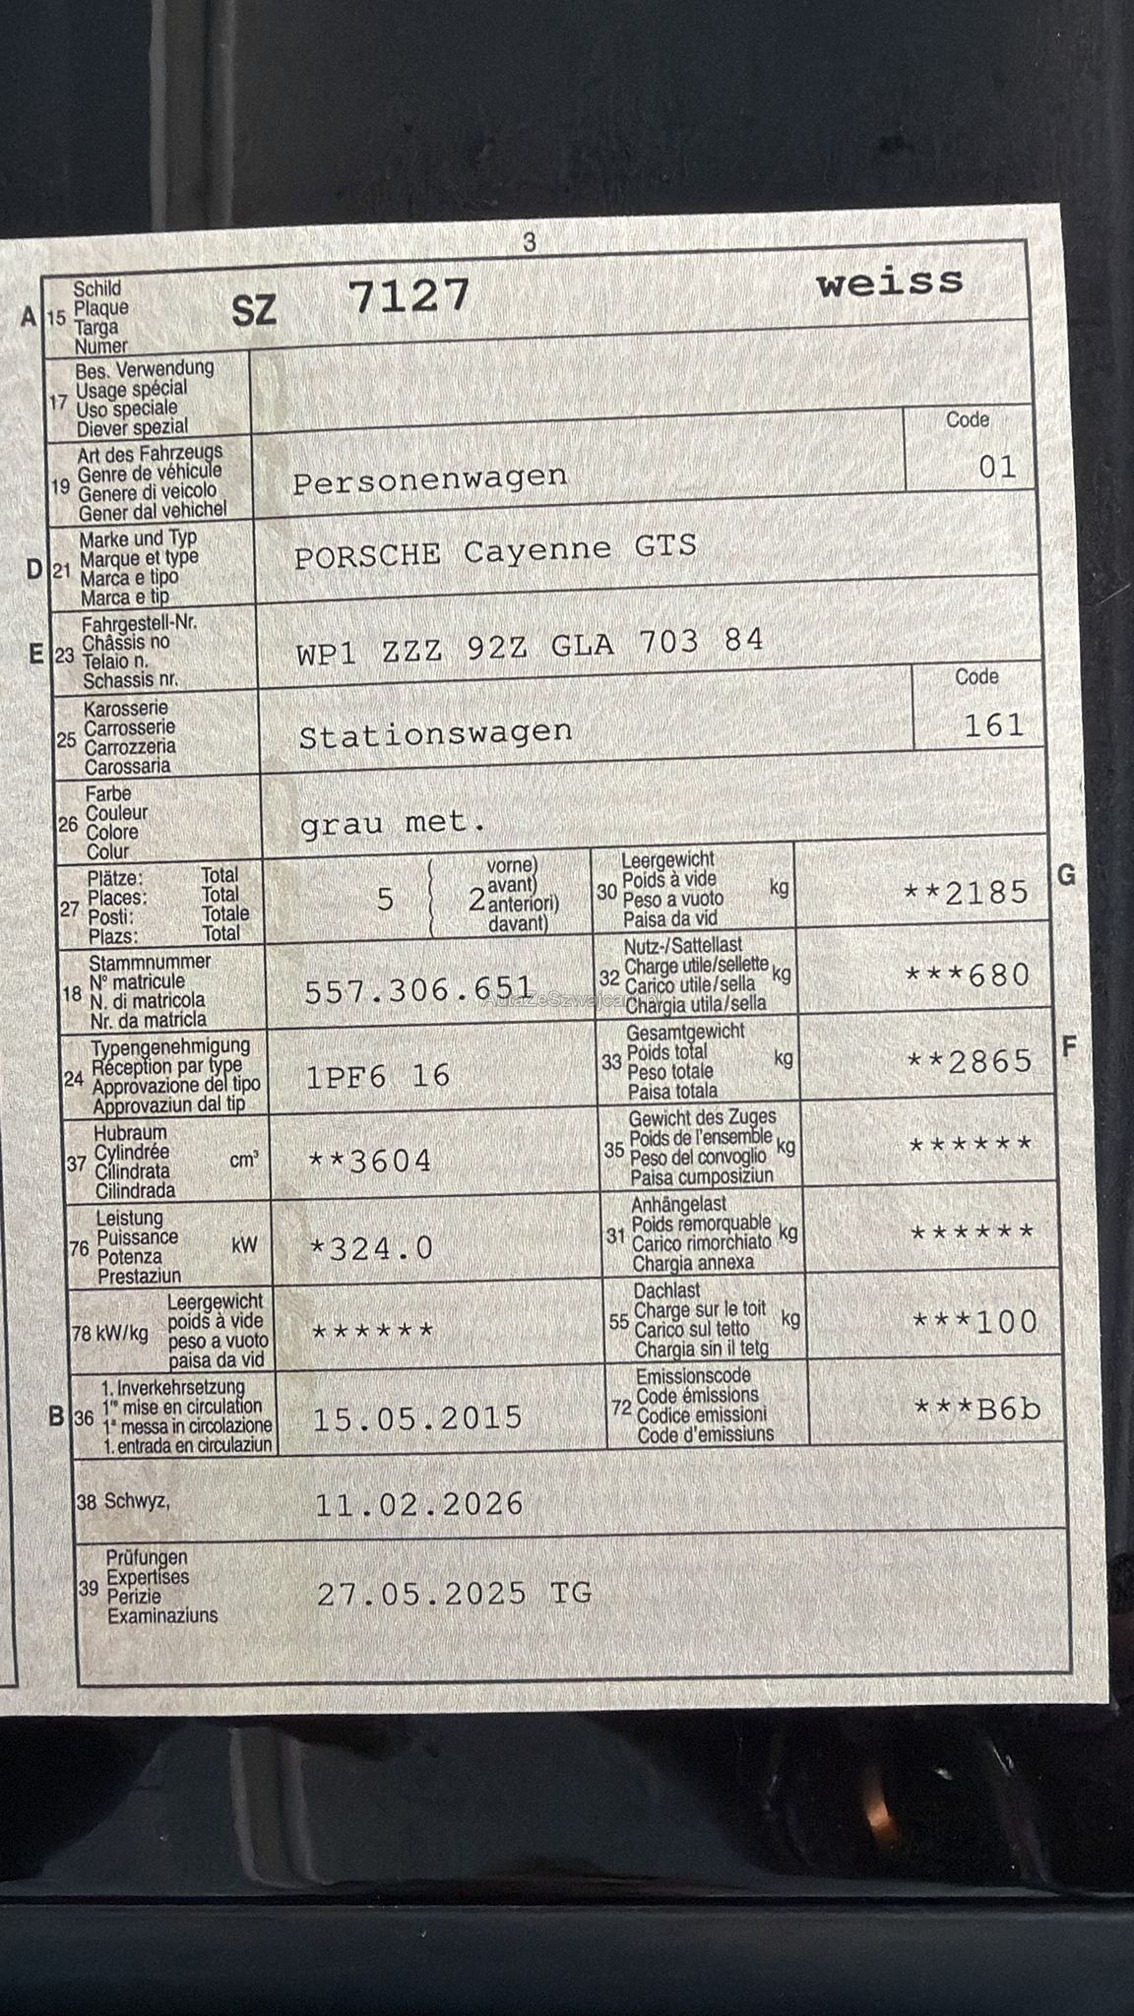 3
A 15 Schild Plaque Targa Numer SZ 7127 weiss
17 Bes. Verwendung Usage spécial Uso speciale Diever spezial
19 Art des Fahrzeugs Genre de véhicule Genere di veicolo Gener dal vehichel Personenwagen Code 01
D 21 Marke und Typ Marque et type Marca e tipo Marca e tip PORSCHE Cayenne GTS
E 23 Fahrgestell-Nr. Châssis no Telaio n. Schassis nr. WP1 ZZZ 92Z GLA 703 84
25 Karosserie Carrosserie Carrozzeria Carossaria Stationswagen Code 161
26 Farbe Couleur Colore Colur grau met.
27 Plätze: Total Places: Total Posti: Totale Plazs: Total 5 ( 2 vorne) avant) anteriori) davant)
30 Leergewicht Poids à vide Peso a vuoto Paisa da vid kg **2185 G
18 Stammnummer N° matricule N. di matricola Nr. da matricla 557.306.651
32 Nutz-/Sattellast Charge utile/sellette Carico utile/sella Chargia utila/sella kg ***680
24 Typengenehmigung Réception par type Approvazione del tipo Approvaziun dal tip 1PF6 16
33 Gesamtgewicht Poids total Peso totale Paisa totala kg **2865 F
37 Hubraum Cylindrée Cilindrata Cilindrada cm³ **3604
35 Gewicht des Zuges Poids de l'ensemble Peso del convoglio Paisa cumposiziun kg ******
76 Leistung Puissance Potenza Prestaziun kW *324.0
31 Anhängelast Poids remorquable Carico rimorchiato Chargia annexa kg ******
78 kW/kg Leergewicht poids à vide peso a vuoto paisa da vid ******
55 Dachlast Charge sur le toit Carico sul tetto Chargia sin il tetg kg ***100
B 36 1. Inverkehrsetzung 1re mise en circulation 1a messa in circolazione 1. entrada en circulaziun 15.05.2015
72 Emissionscode Code émissions Codice emissioni Code d'emissiuns ***B6b
38 Schwyz, 11.02.2026
39 Prüfungen Expertises Perizie Examinaziuns 27.05.2025 TG